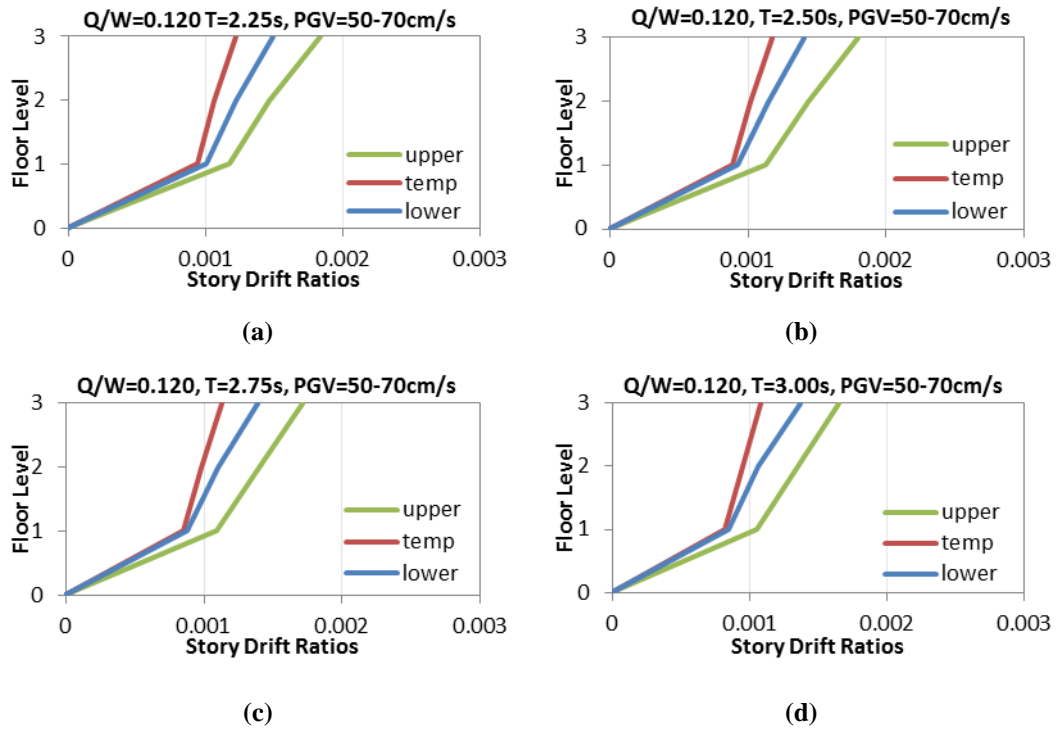 Q/W=0.120 T=2.25s, PGV=50-70cm/s
Floor Level
3
2
1
0
upper
temp
lower
0 0.001 0.002 0.003
Story Drift Ratios
(a)
Q/W=0.120, T=2.50s, PGV=50-70cm/s
Floor Level
3
2
1
0
upper
temp
lower
0 0.001 0.002 0.003
Story Drift Ratios
(b)
Q/W=0.120, T=2.75s, PGV=50-70cm/s
Floor Level
3
2
1
0
upper
temp
lower
0 0.001 0.002 0.003
Story Drift Ratios
(c)
Q/W=0.120, T=3.00s, PGV=50-70cm/s
Floor Level
3
2
1
0
upper
temp
lower
0 0.001 0.002 0.003
Story Drift Ratios
(d)